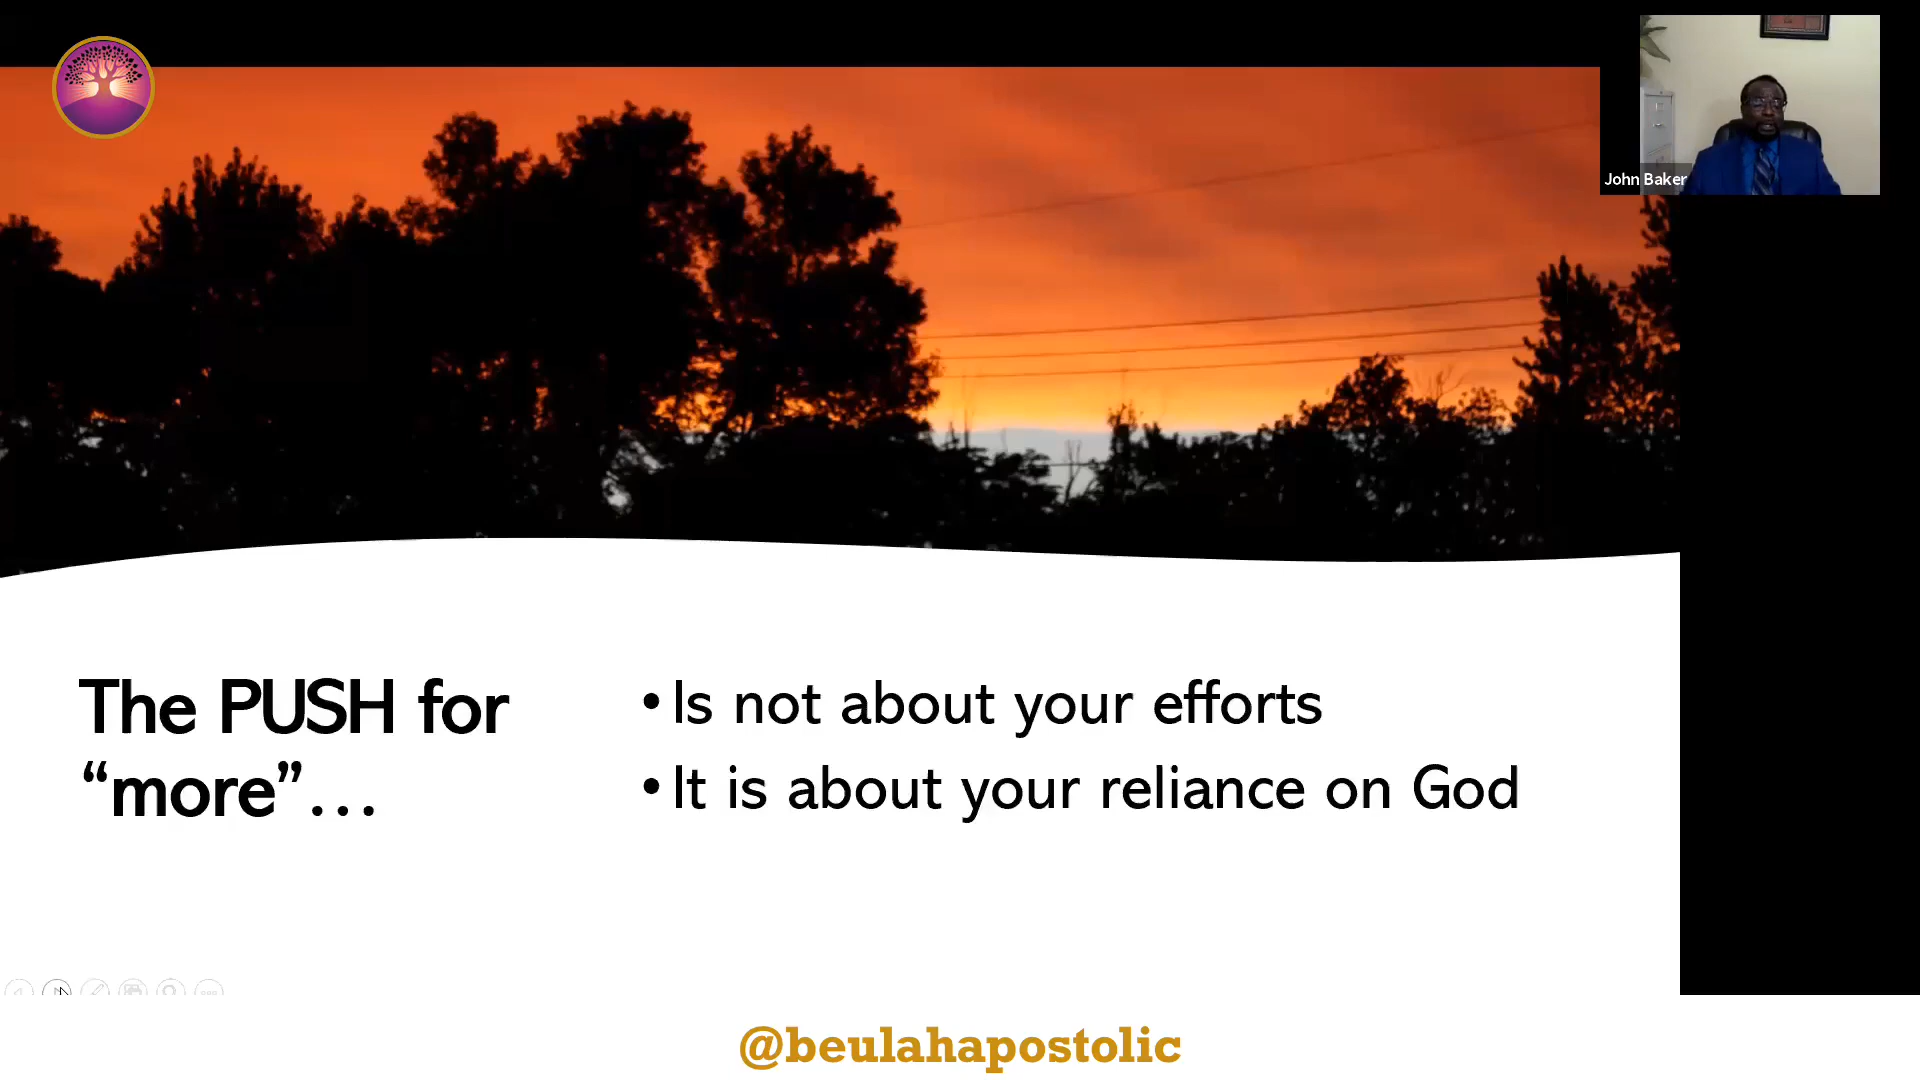 John Baker
The PUSH for
“more”…
• Is not about your efforts
• It is about your reliance on God
@beulahapostolic